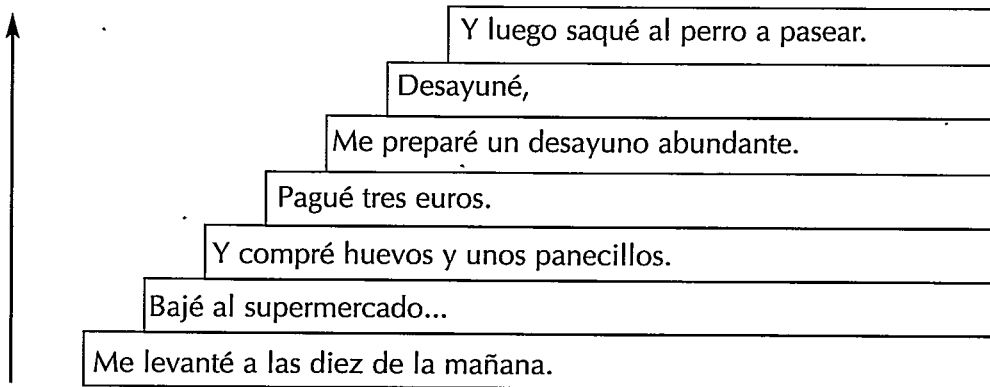 Y luego saqué al perro a pasear.
Desayuné,
Me preparé un desayuno abundante.
Pagué tres euros.
Y compré huevos y unos panecillos.
Bajé al supermercado...
Me levanté a las diez de la mañana.